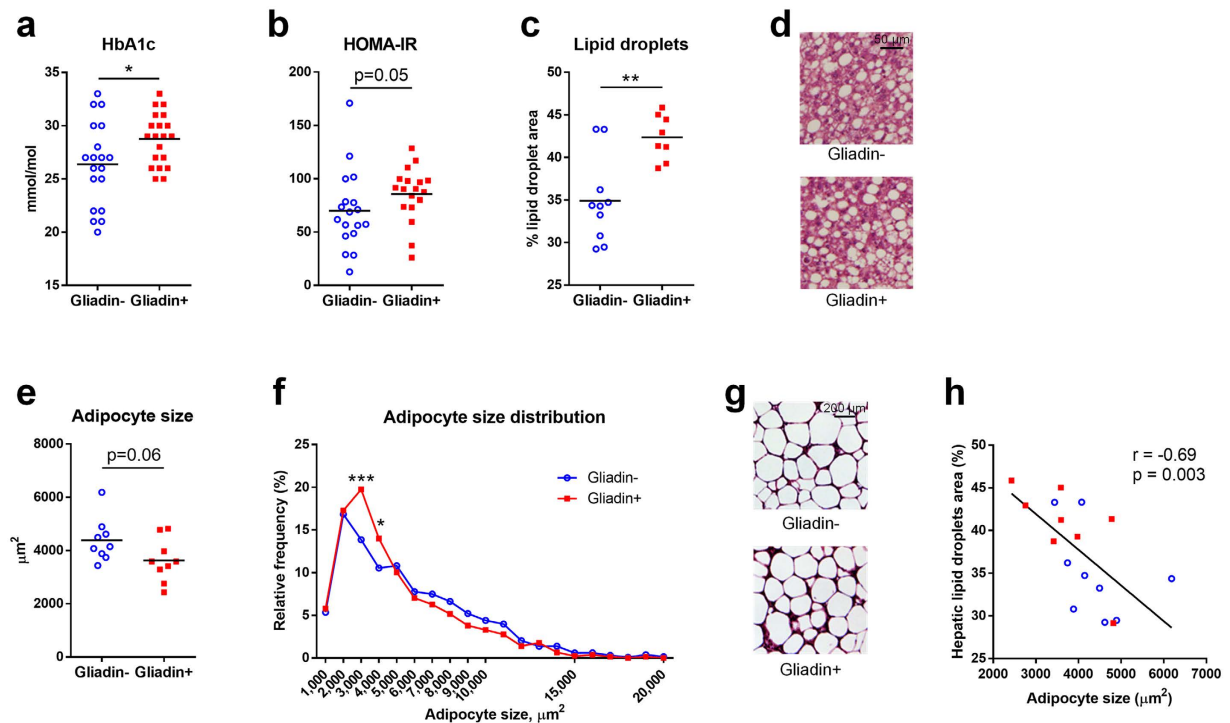 a
HbA1c
*
mmol/mol
35
30
25
20
15
Gliadin- Gliadin+
b
HOMA-IR
p=0.05
200
150
100
50
0
Gliadin- Gliadin+
c
Lipid droplets
**
% lipid droplet area
50
45
40
35
30
25
Gliadin- Gliadin+
d
50 µm
Gliadin-
Gliadin+
e
Adipocyte size
p=0.06
µm²
8000
6000
4000
2000
0
Gliadin- Gliadin+
f
Adipocyte size distribution
Relative frequency (%)
25
20
15
10
5
0
***
*
Gliadin-
Gliadin+
1,000 2,000 3,000 4,000 5,000 6,000 7,000 8,000 9,000 10,000 15,000 20,000
Adipocyte size, µm²
g
200 µm
Gliadin-
Gliadin+
h
r = -0.69
p = 0.003
Hepatic lipid droplets area (%)
50
45
40
35
30
25
2000 3000 4000 5000 6000 7000
Adipocyte size (µm²)